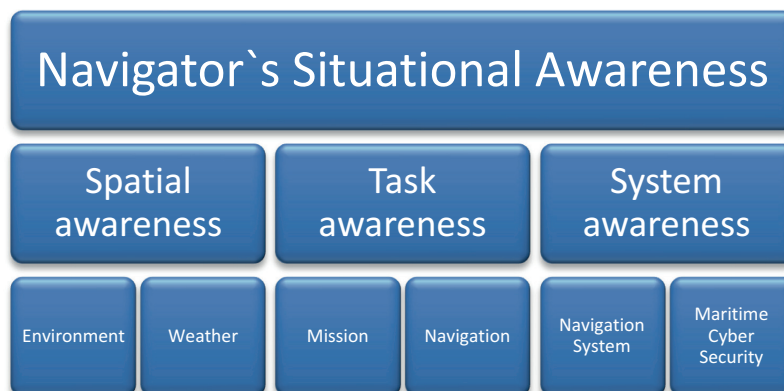 Navigator`s Situational Awareness
Spatial
awareness
Task
awareness
System
awareness
Environment
Weather
Mission
Navigation
Navigation
System
Maritime
Cyber
Security